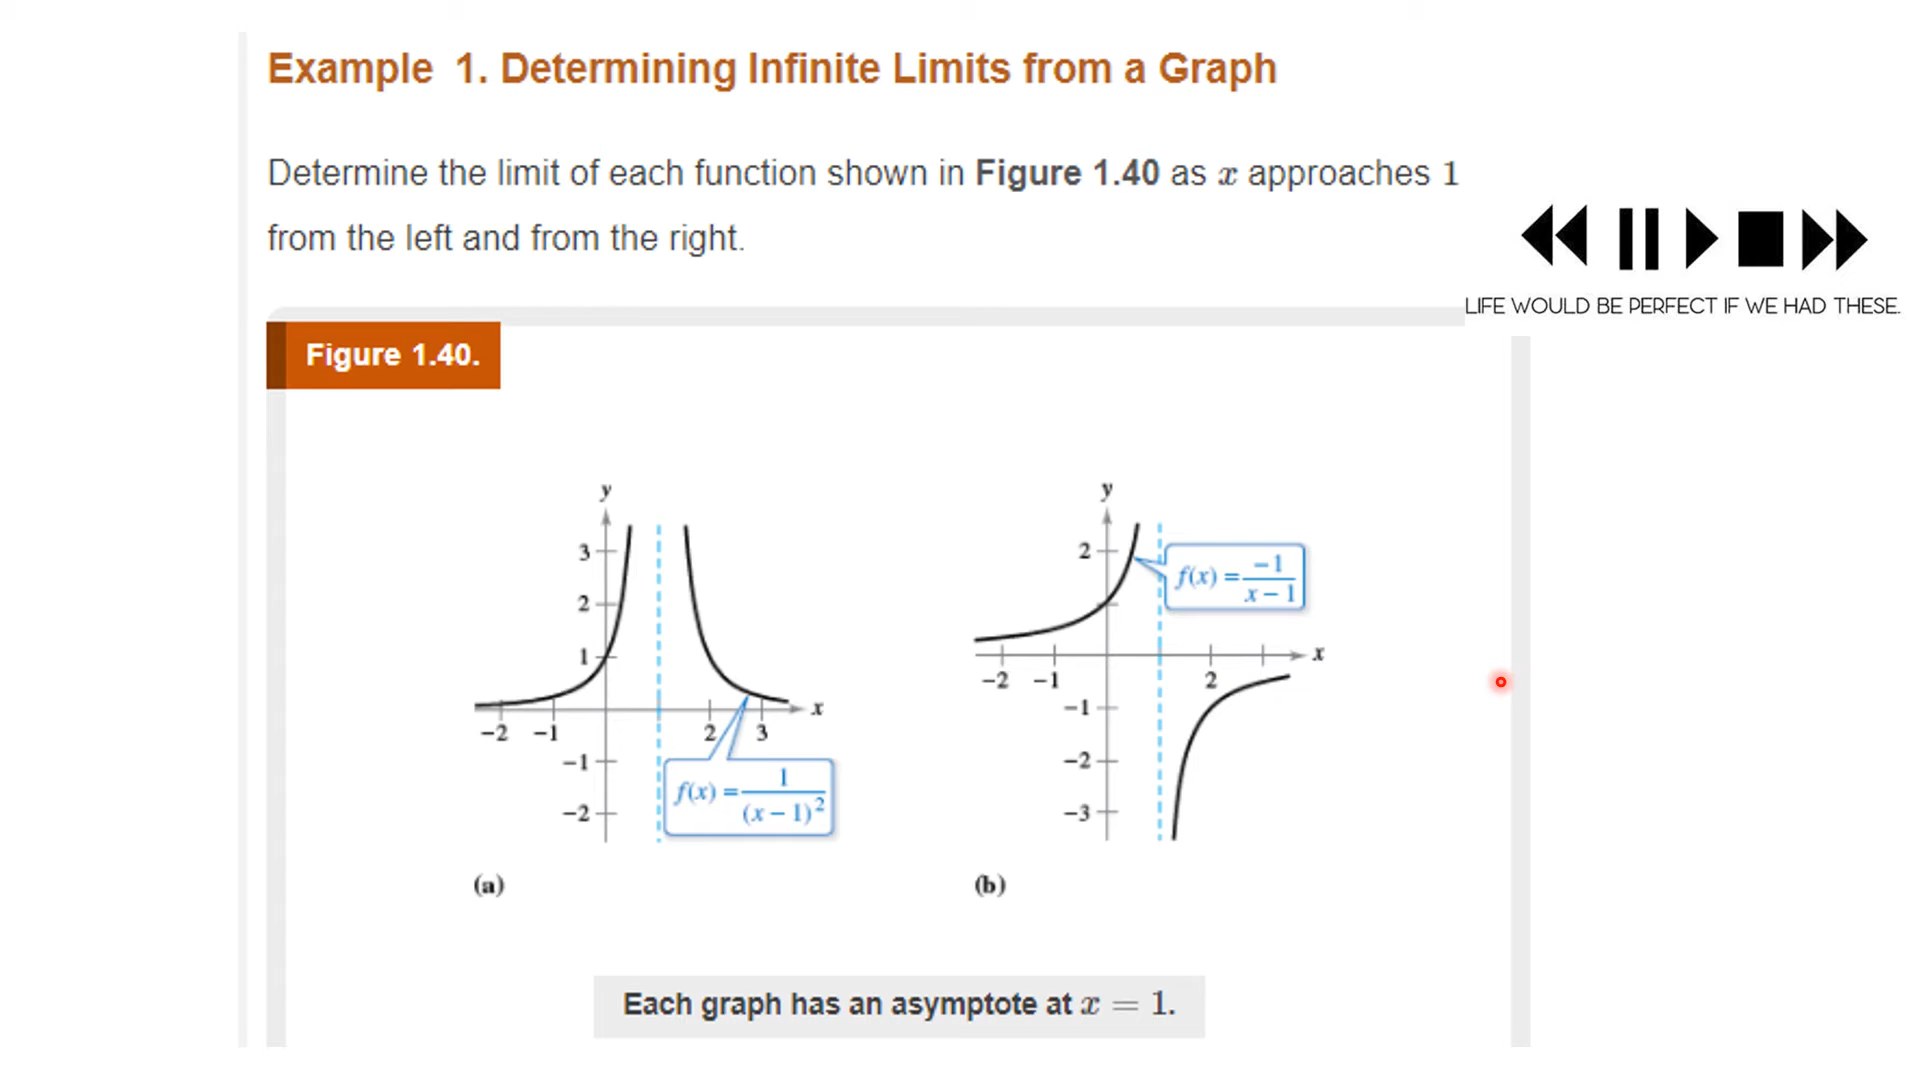 Example 1. Determining Infinite Limits from a Graph
Determine the limit of each function shown in Figure 1.40 as x approaches 1
from the left and from the right.
LIFE WOULD BE PERFECT IF WE HAD THESE.
Figure 1.40.
y
3
2
1
x
-2 -1 2 3
-1
-2
f(x) = 1/(x – 1)²
(a)
y
2
f(x) = -1/(x – 1)
x
-2 -1 2
-1
-2
-3
(b)
Each graph has an asymptote at x = 1.